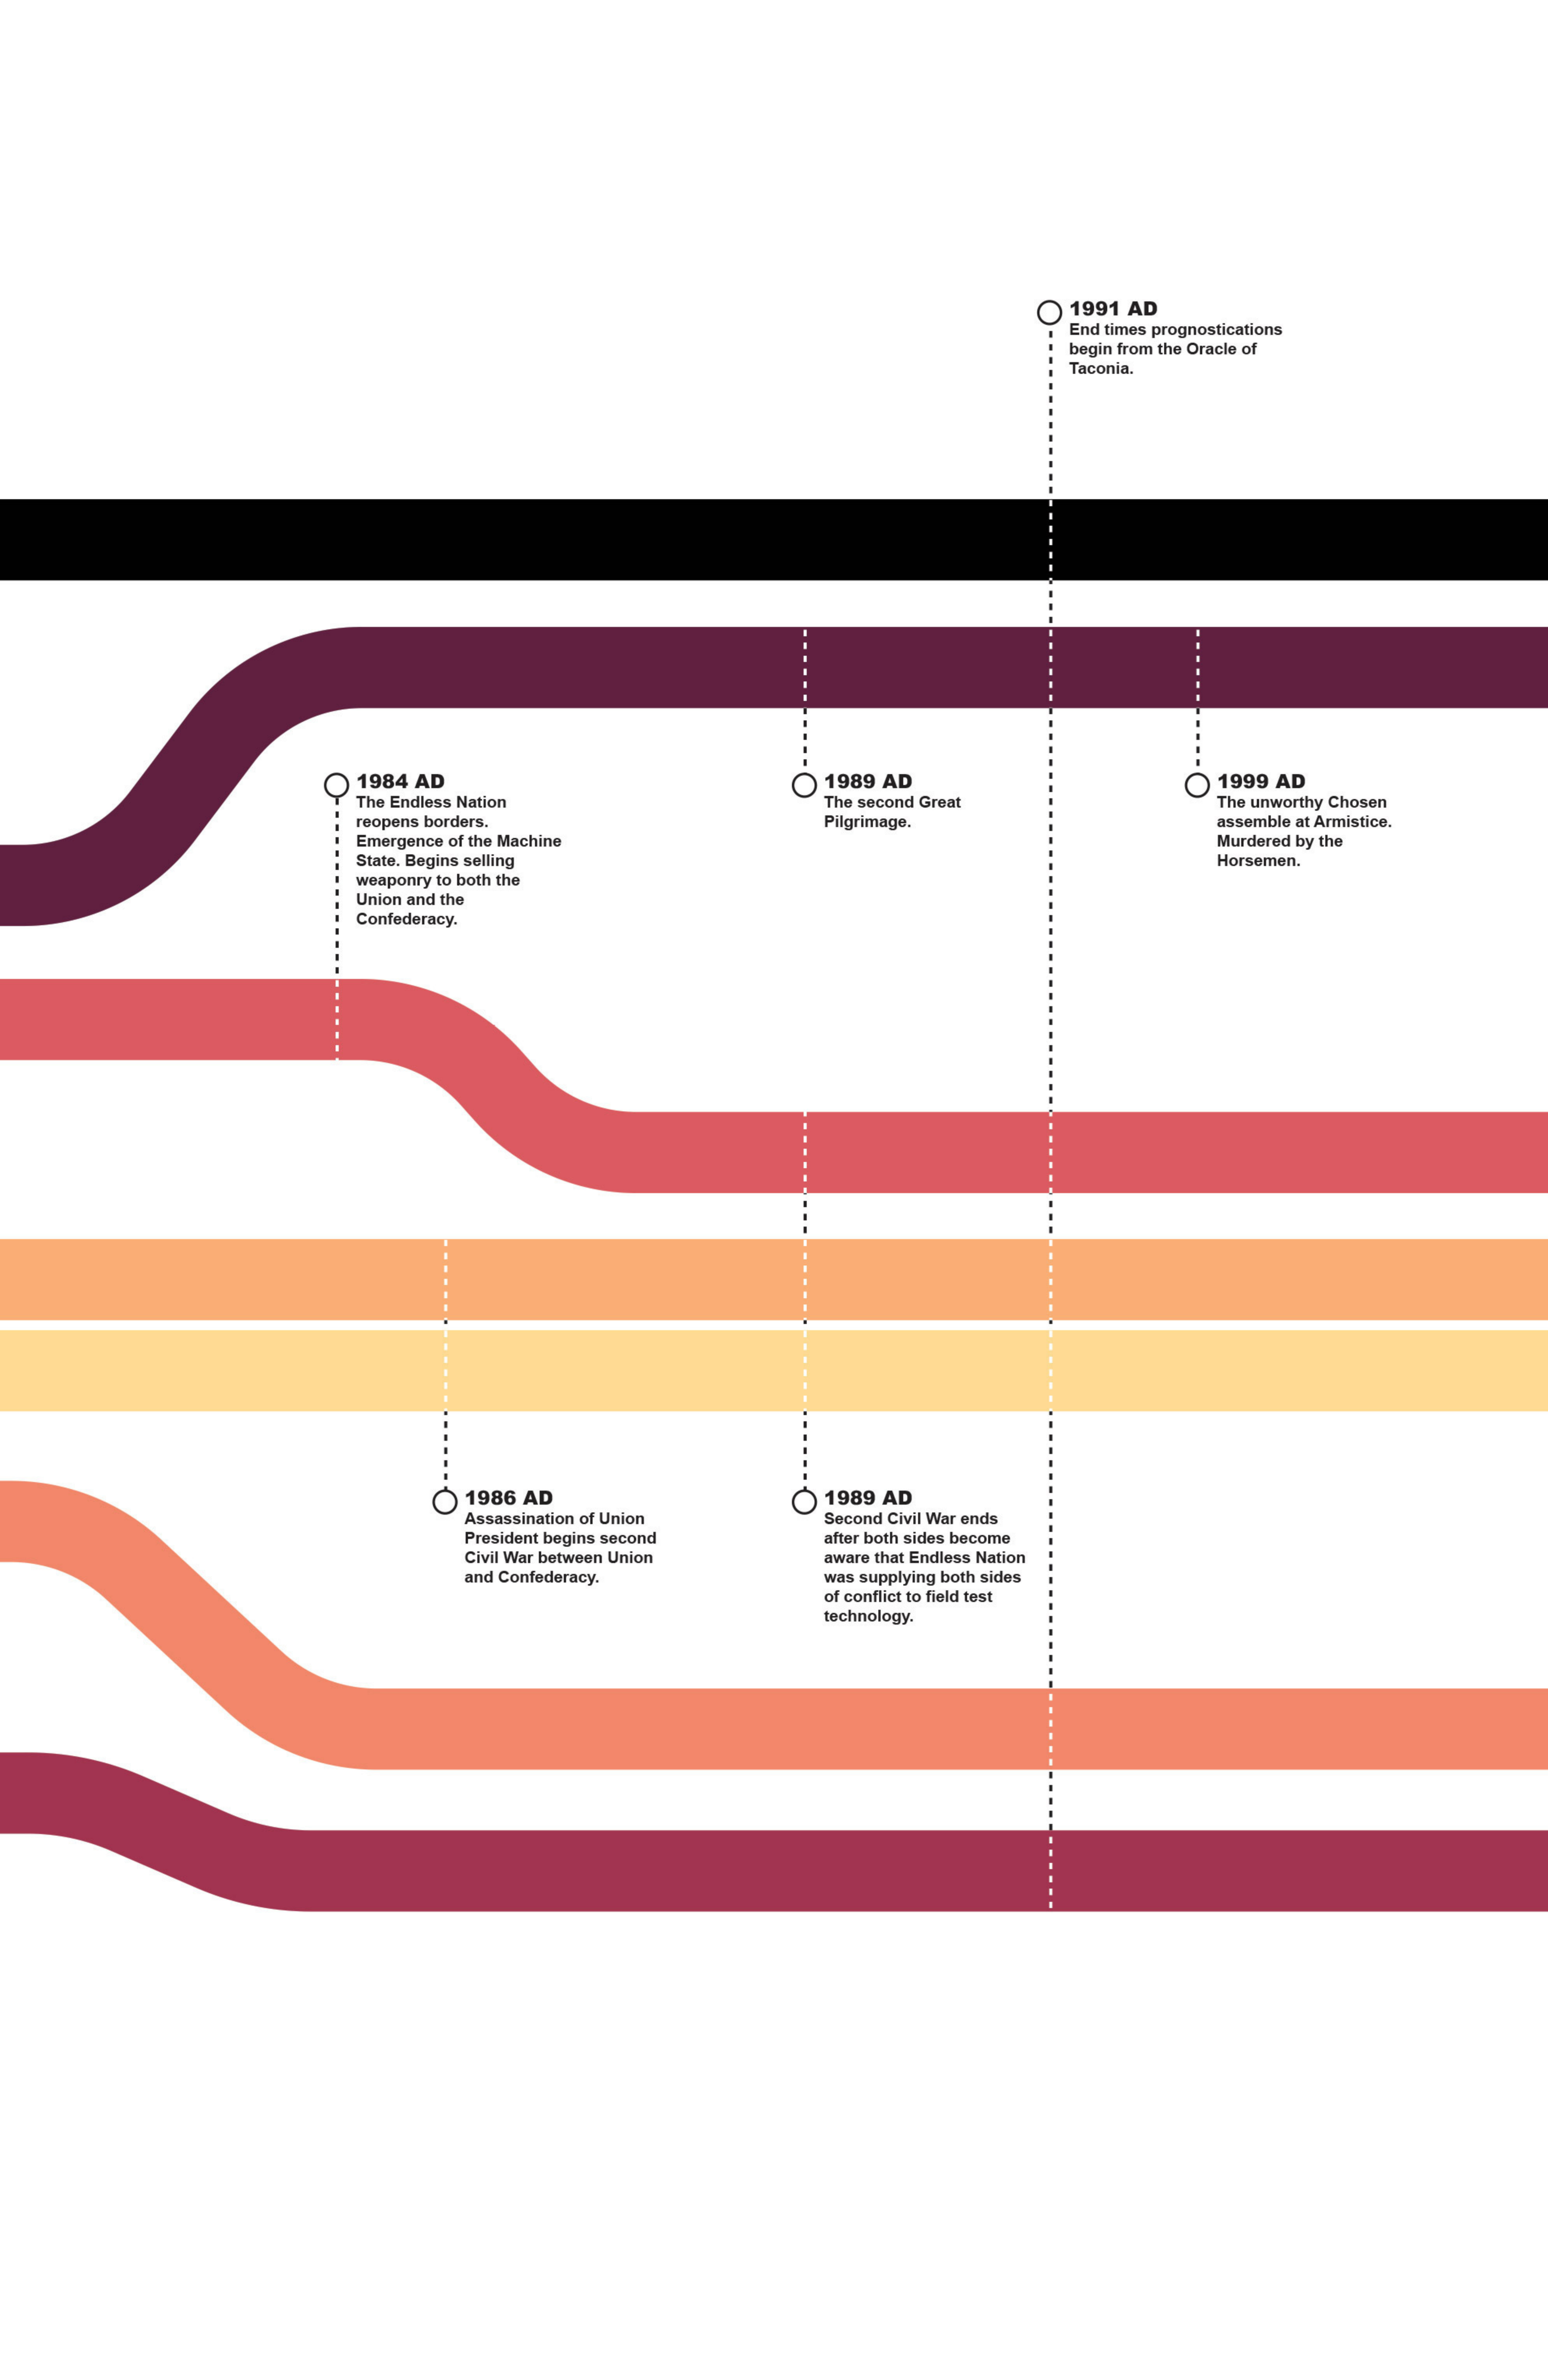 1991 AD
End times prognostications
begin from the Oracle of
Taconia.
1984 AD
The Endless Nation
reopens borders.
Emergence of the Machine
State. Begins selling
weaponry to both the
Union and the
Confederacy.
1989 AD
The second Great
Pilgrimage.
1999 AD
The unworthy Chosen
assemble at Armistice.
Murdered by the
Horsemen.
1986 AD
Assassination of Union
President begins second
Civil War between Union
and Confederacy.
1989 AD
Second Civil War ends
after both sides become
aware that Endless Nation
was supplying both sides
of conflict to field test
technology.